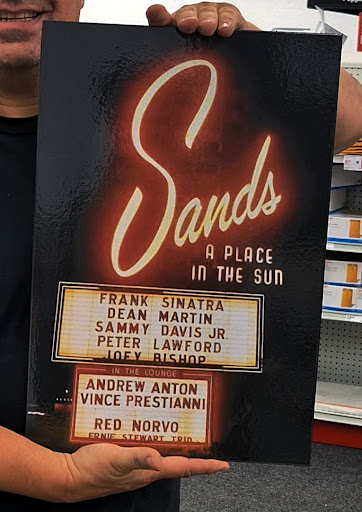 Sands
A PLACE
IN THE SUN
FRANK SINATRA
DEAN MARTIN
SAMMY DAVIS JR.
PETER LAWFORD
JOEY BISHOP
IN THE LOUNGE
ANDREW ANTON
VINCE PRESTIANNI
RED NORVO
ERNIE STEWART TRIO